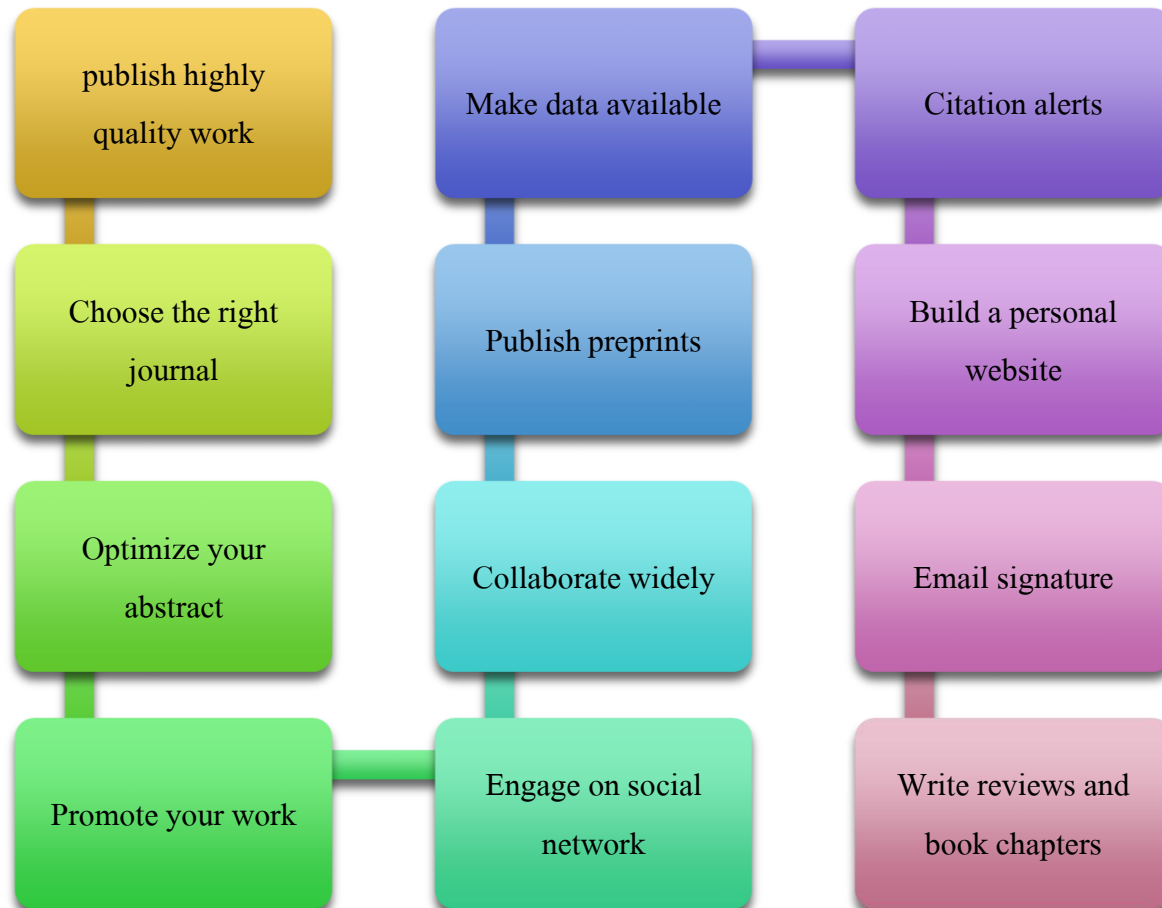 publish highly
quality work
Choose the right
journal
Optimize your
abstract
Promote your work
Engage on social
network
Collaborate widely
Publish preprints
Make data available
Citation alerts
Build a personal
website
Email signature
Write reviews and
book chapters